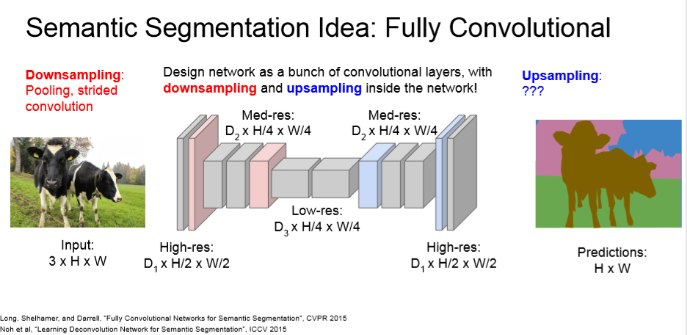 Semantic Segmentation Idea: Fully Convolutional
Downsampling:
Pooling, strided
convolution
Design network as a bunch of convolutional layers, with
downsampling and upsampling inside the network!
Upsampling:
???
Med-res:
D2 x H/4 x W/4
Med-res:
D2 x H/4 x W/4
Low-res:
D3 x H/4 x W/4
Input:
3 x H x W
High-res:
D1 x H/2 x W/2
High-res:
D1 x H/2 x W/2
Predictions:
H x W
Long, Shelhamer, and Darrell, "Fully Convolutional Networks for Semantic Segmentation", CVPR 2015
Noh et al, "Learning Deconvolution Network for Semantic Segmentation", ICCV 2015